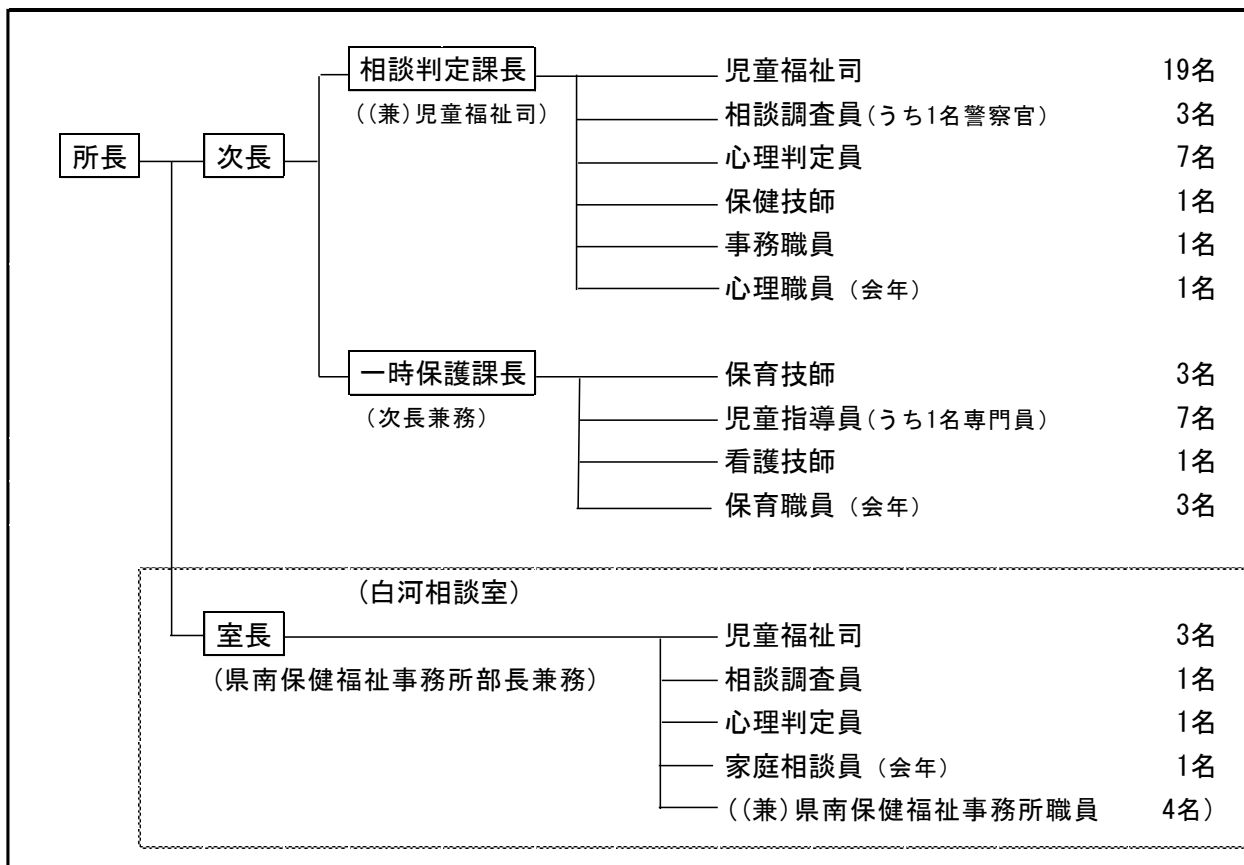 相談判定課長 児童福祉司 19名
((兼)児童福祉司) 相談調査員(うち1名警察官) 3名
所長 次長 心理判定員 7名
保健技師 1名
事務職員 1名
心理職員(会年) 1名
一時保護課長 保育技師 3名
(次長兼務) 児童指導員(うち1名専門員) 7名
看護技師 1名
保育職員(会年) 3名
(白河相談室)
室長 児童福祉司 3名
(県南保健福祉事務所部長兼務) 相談調査員 1名
心理判定員 1名
家庭相談員(会年) 1名
((兼)県南保健福祉事務所職員 4名)